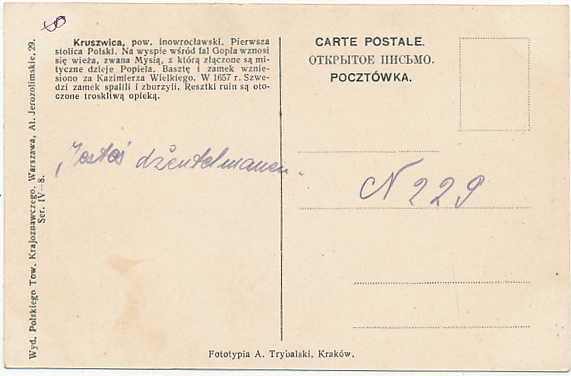 Kruszwica, pow. inowrocławski. Pierwsza
stolica Polski. Na wyspie wśród fal Gopła wznosi
się wieża, zwana Mysią, z którą złączone są mi-
tyczne dzieje Popiela. Basztę i zamek wznie-
siono za Kazimierza Wielkiego. W 1657 r. Szwe-
dzi zamek spalili i zburzyli. Resztki ruin są oto-
czone troskliwą opieką.
CARTE POSTALE.
ОТКРЫТОЕ ПИСЬМО.
POCZTÓWKA.
„Jesteś dżentelmanem”
N 229
Wyd. Polskiego Tow. Krajoznawczego. Warszawa, Al. Jerozolimskie, 29.
Ser. IV—8.
Fototypia A. Trybalski, Kraków.